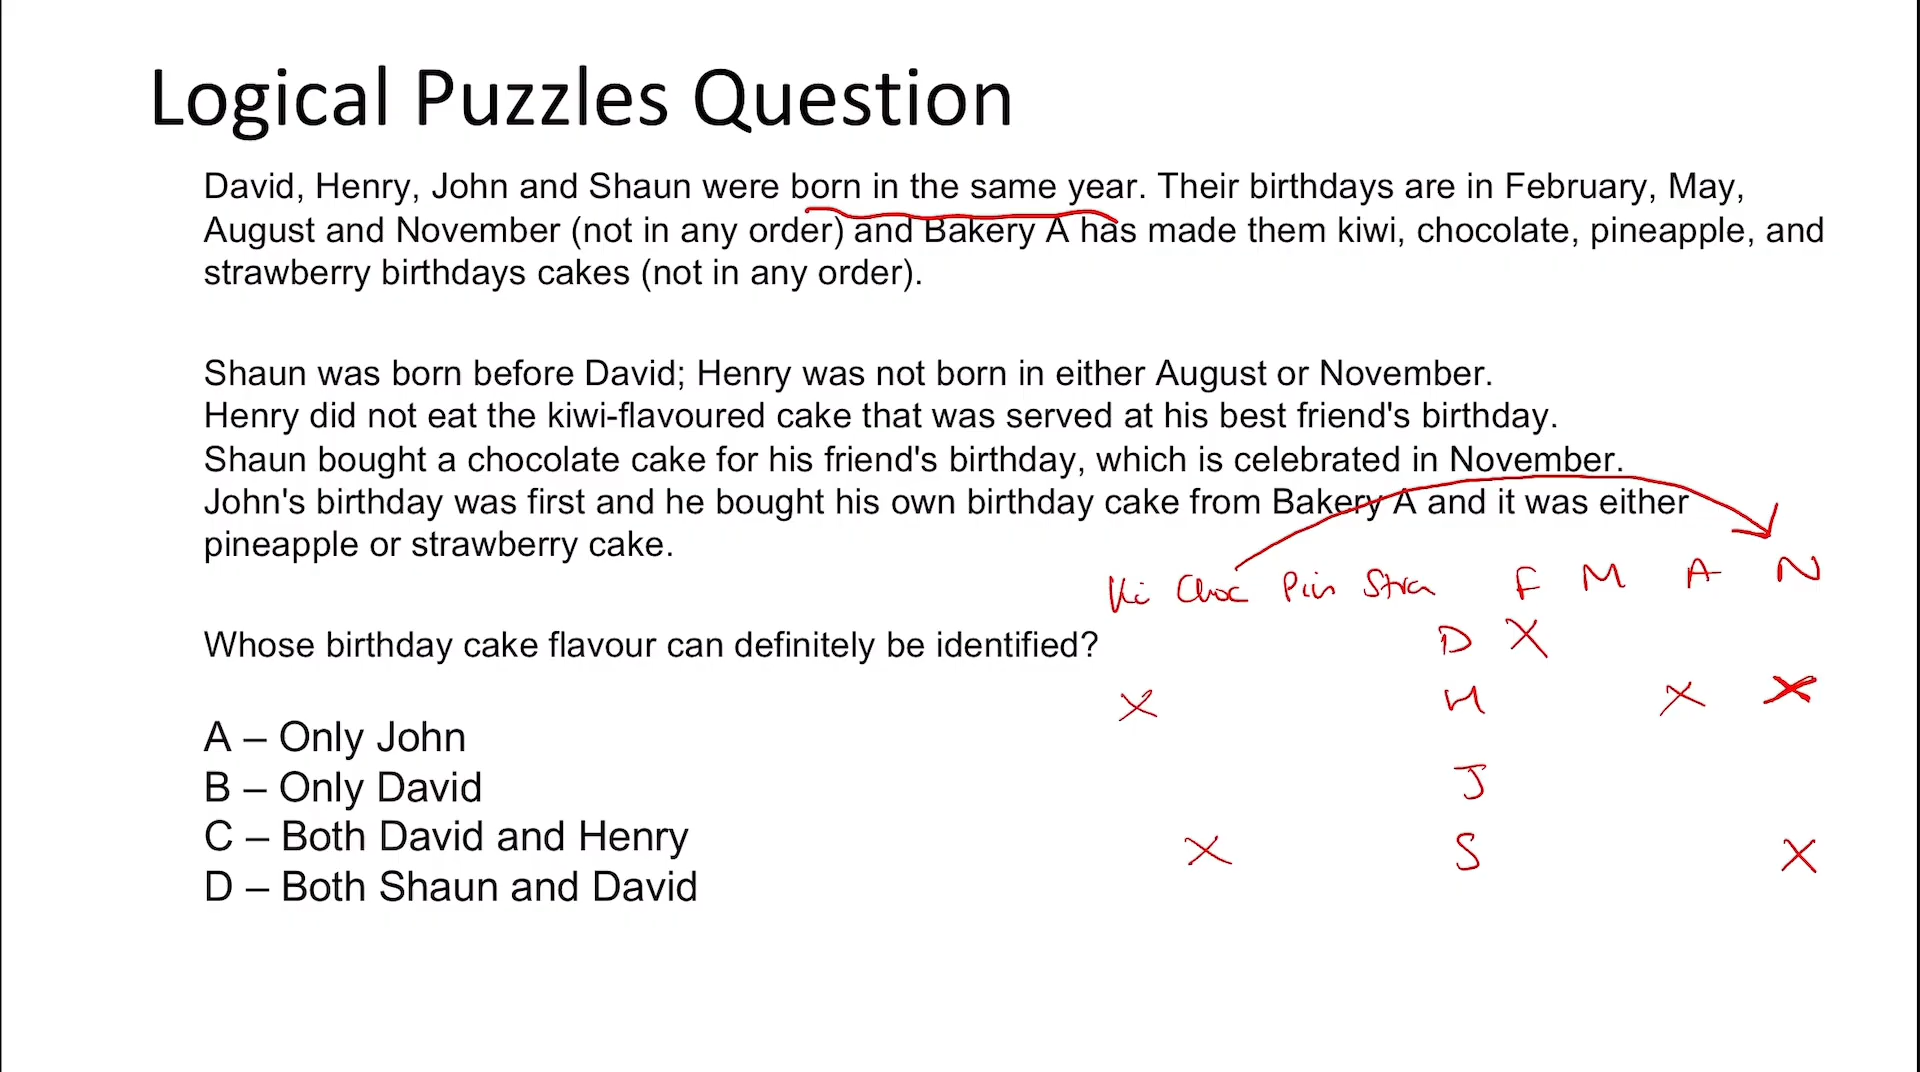 Logical Puzzles Question
David, Henry, John and Shaun were born in the same year. Their birthdays are in February, May,
August and November (not in any order) and Bakery A has made them kiwi, chocolate, pineapple, and
strawberry birthdays cakes (not in any order).
Shaun was born before David; Henry was not born in either August or November.
Henry did not eat the kiwi-flavoured cake that was served at his best friend's birthday.
Shaun bought a chocolate cake for his friend's birthday, which is celebrated in November.
John's birthday was first and he bought his own birthday cake from Bakery A and it was either
pineapple or strawberry cake.
Ki Choc Pin Stra F M A N
Whose birthday cake flavour can definitely be identified?
D X
X H X X
A – Only John
J
B – Only David
C – Both David and Henry
X S X
D – Both Shaun and David